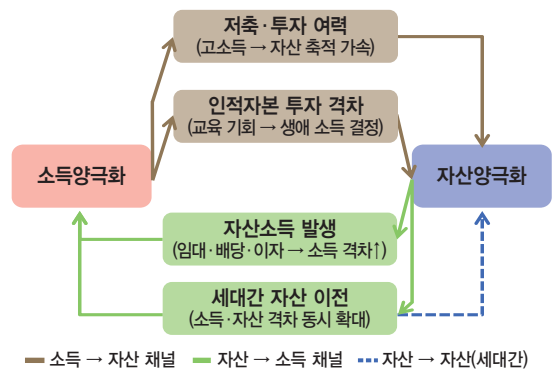 저축·투자 여력
(고소득 → 자산 축적 가속)
인적자본 투자 격차
(교육 기회 → 생애 소득 결정)
소득양극화
자산양극화
자산소득 발생
(임대·배당·이자 → 소득 격차↑)
세대간 자산 이전
(소득·자산 격차 동시 확대)
소득 → 자산 채널
자산 → 소득 채널
자산 → 자산(세대간)